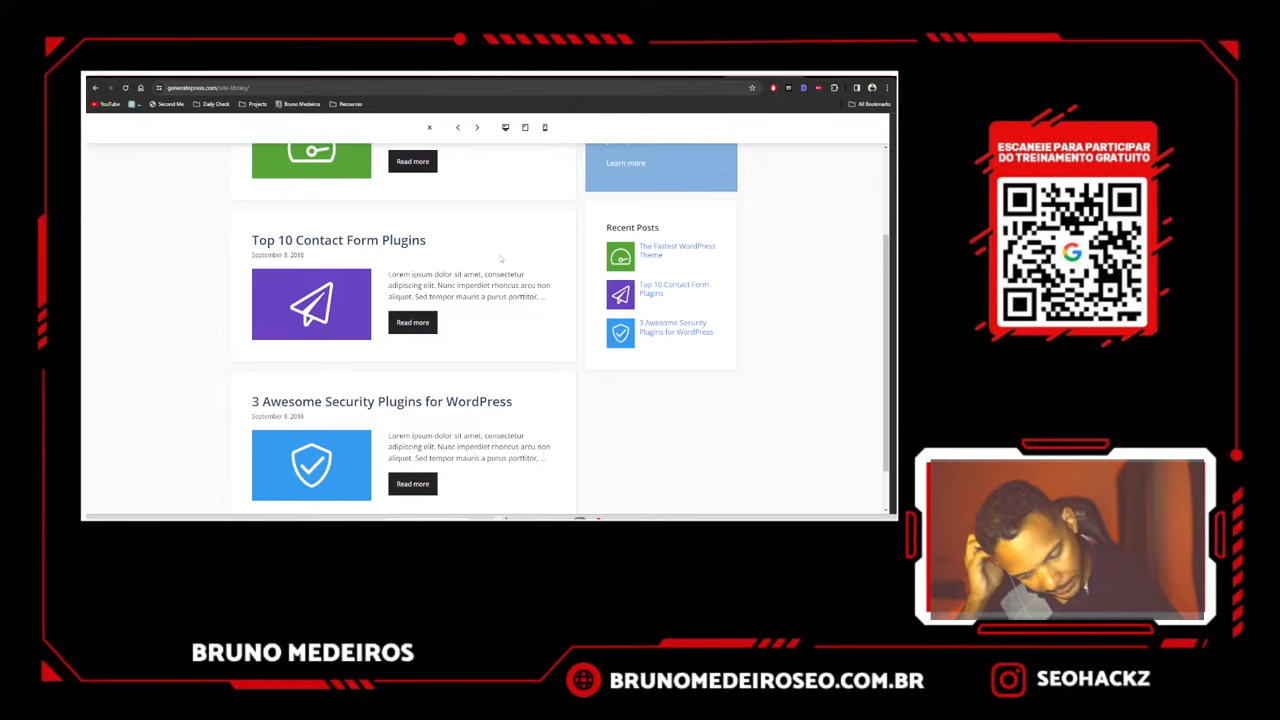 generatepress.com/site-library/
YouTube
Second Me
Daily Check
Projects
Bruno Medeiros
Resources
All Bookmarks
Read more
Learn more
Top 10 Contact Form Plugins
September 8, 2018
Lorem ipsum dolor sit amet, consectetur
adipiscing elit. Nunc imperdiet rhoncus arcu non
aliquet. Sed tempor mauris a purus porttitor, ...
Read more
3 Awesome Security Plugins for WordPress
September 8, 2018
Lorem ipsum dolor sit amet, consectetur
adipiscing elit. Nunc imperdiet rhoncus arcu non
aliquet. Sed tempor mauris a purus porttitor, ...
Read more
Recent Posts
The Fastest WordPress
Theme
Top 10 Contact Form
Plugins
3 Awesome Security
Plugins for WordPress
ESCANEIE PARA PARTICIPAR
DO TREINAMENTO GRATUITO
BRUNO MEDEIROS
BRUNOMEDEIROSEO.COM.BR
SEOHACKZ